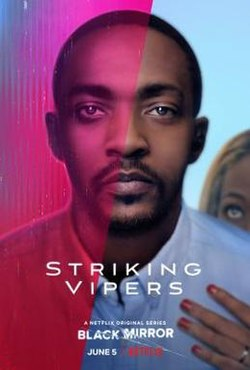 STRIKING
VIPERS
A NETFLIX ORIGINAL SERIES
BLACK MIRROR
JUNE 5 NETFLIX